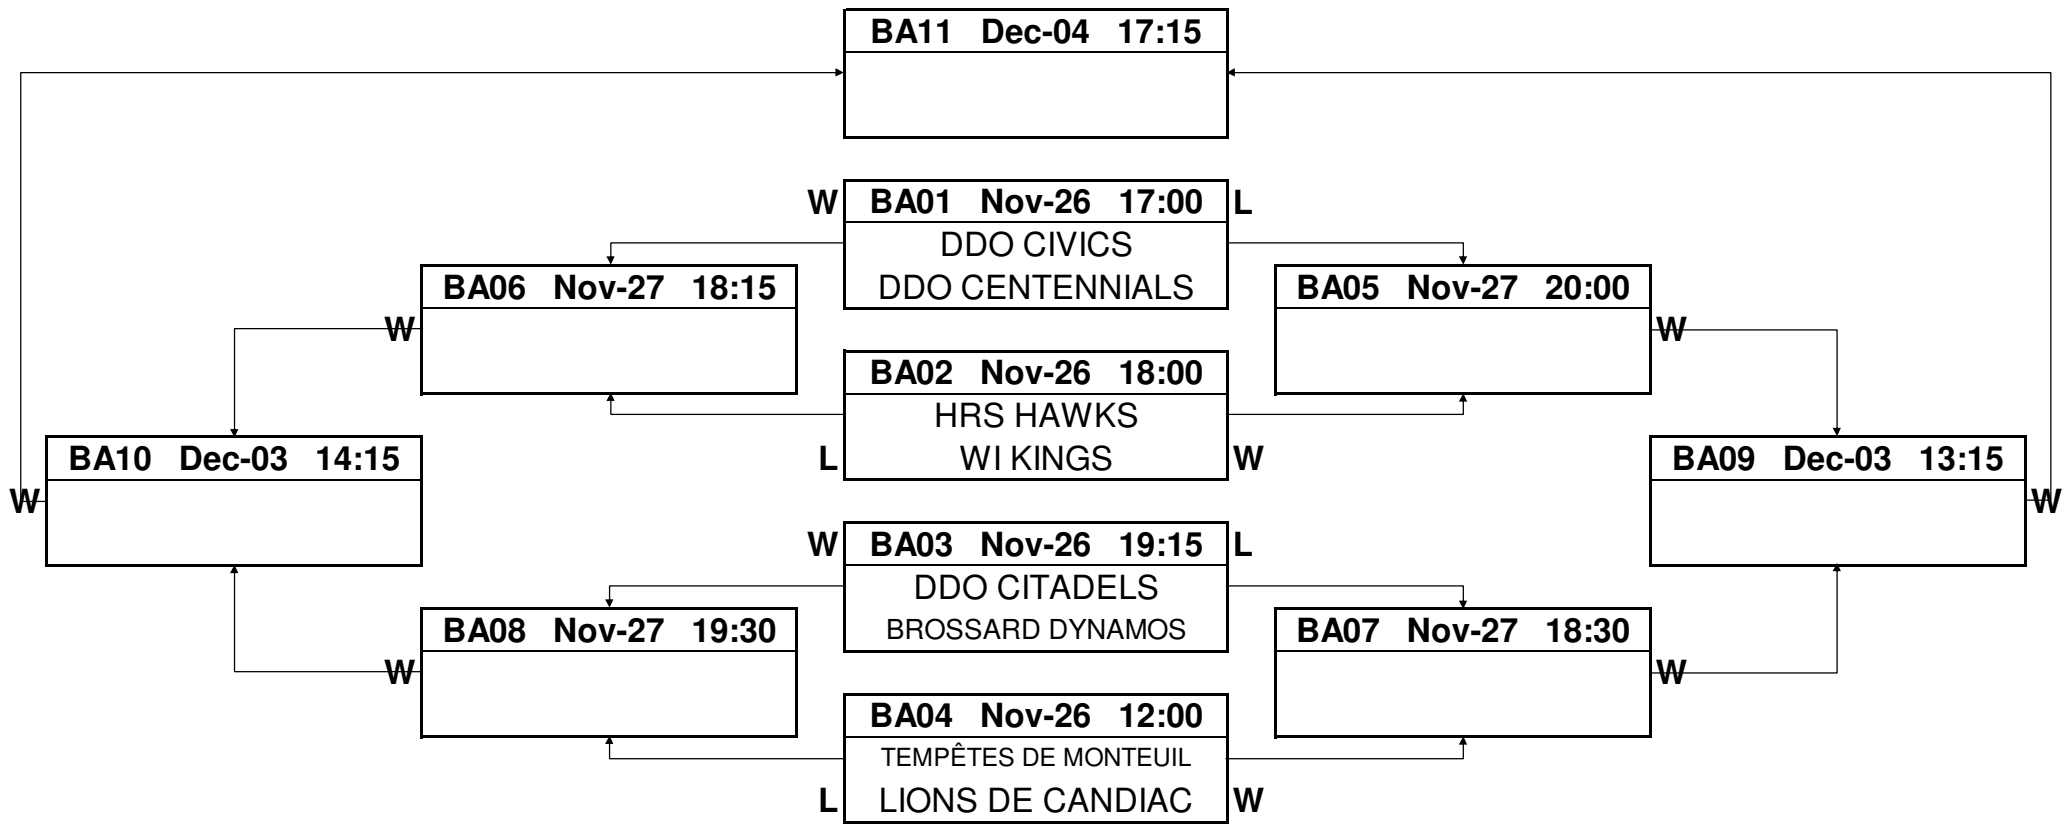 BA11 Dec-04 17:15
W BA01 Nov-26 17:00 L
DDO CIVICS
DDO CENTENNIALS
BA06 Nov-27 18:15
BA05 Nov-27 20:00
W
W
BA02 Nov-26 18:00
HRS HAWKS
L WI KINGS W
BA10 Dec-03 14:15
BA09 Dec-03 13:15
W
W
W BA03 Nov-26 19:15 L
DDO CITADELS
BROSSARD DYNAMOS
BA08 Nov-27 19:30
BA07 Nov-27 18:30
W
W
BA04 Nov-26 12:00
TEMPÊTES DE MONTEUIL
L LIONS DE CANDIAC W